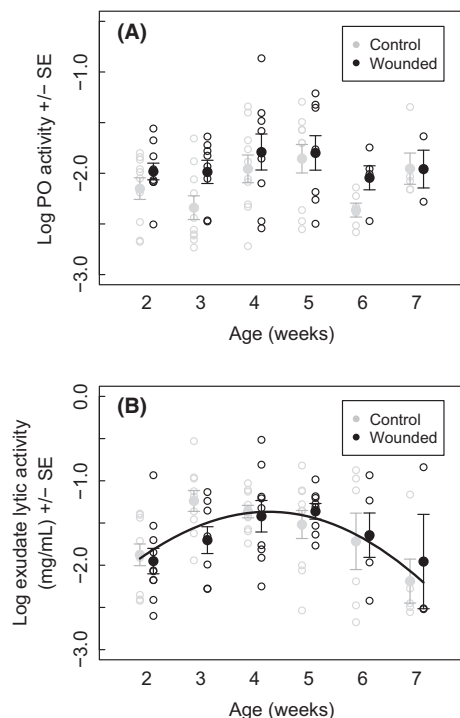 (A)
Control
Wounded
Log PO activity +/− SE
−1.0
−2.0
−3.0
2 3 4 5 6 7
Age (weeks)
(B)
Control
Wounded
Log exudate lytic activity
(mg/mL) +/− SE
0.0
−1.0
−2.0
−3.0
2 3 4 5 6 7
Age (weeks)